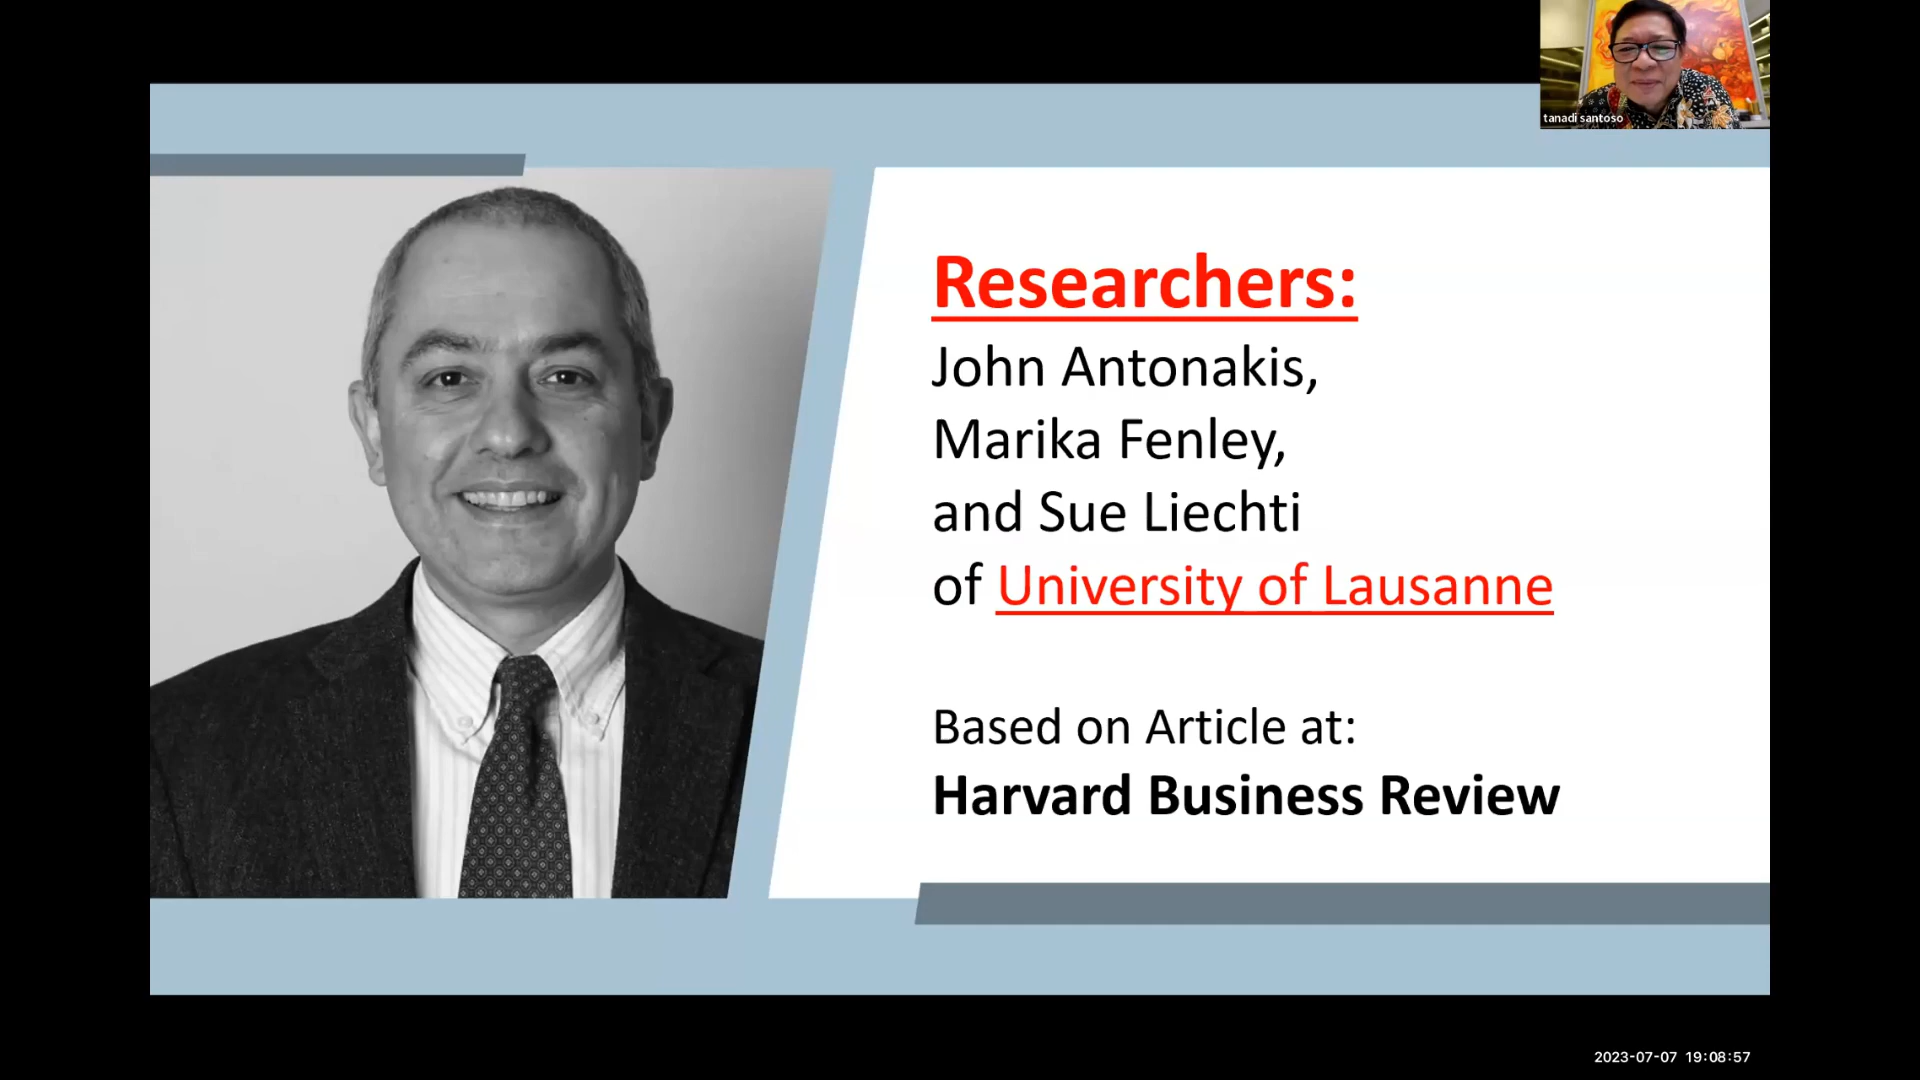 tanadi santoso
Researchers:
John Antonakis,
Marika Fenley,
and Sue Liechti
of University of Lausanne
Based on Article at:
Harvard Business Review
2023-07-07 19:08:57